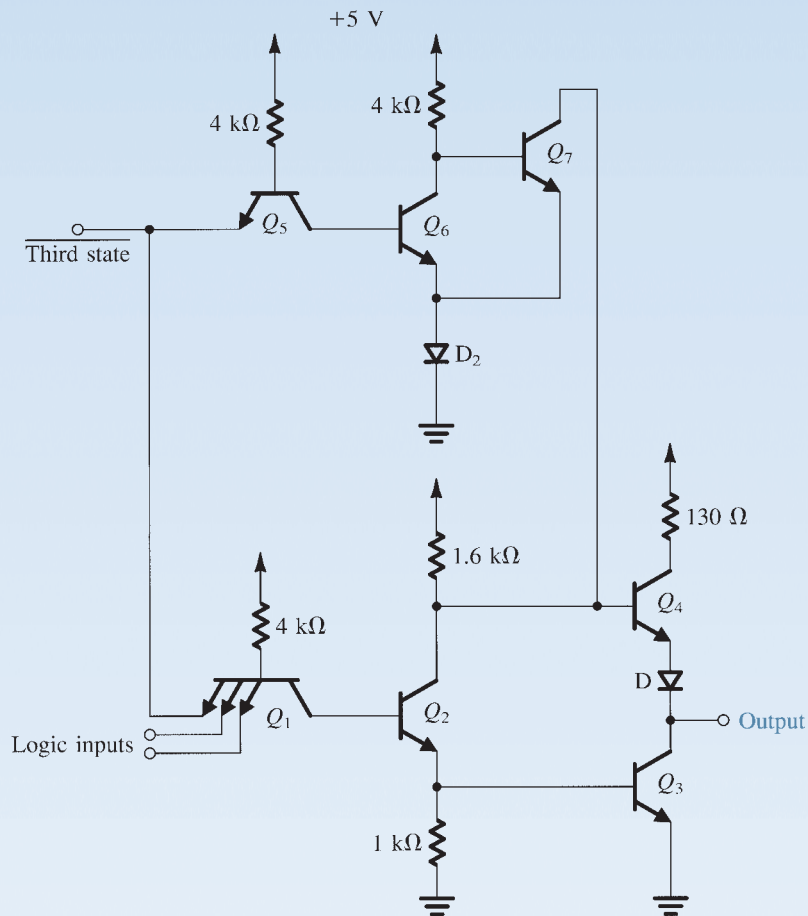 +5 V
4 kΩ
4 kΩ
Q7
Q5
Q6
Third state
D2
130 Ω
1.6 kΩ
Q4
4 kΩ
D
Q1
Q2
Output
Logic inputs
Q3
1 kΩ